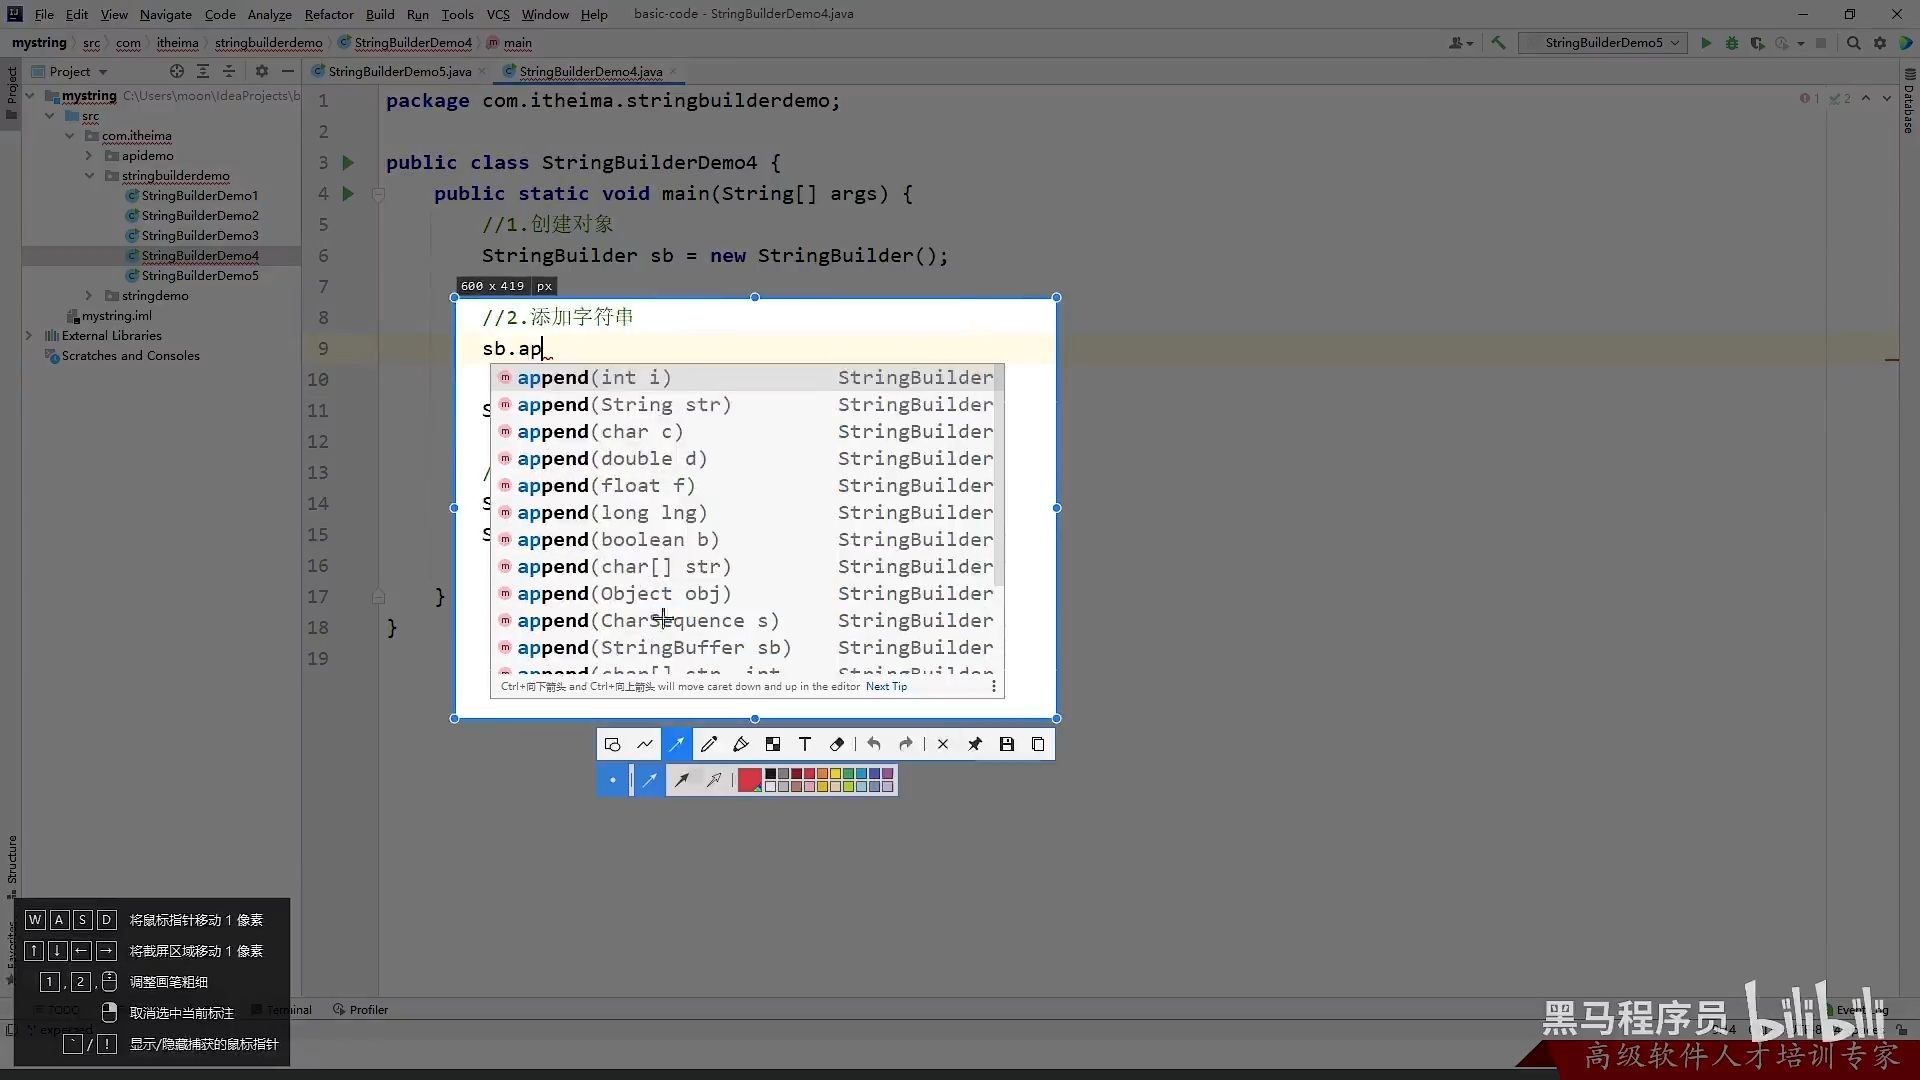 File Edit View Navigate Code Analyze Refactor Build Run Tools VCS Window Help basic-code - StringBuilderDemo4.java
mystring src com itheima stringbuilderdemo StringBuilderDemo4 main
StringBuilderDemo5
Project
StringBuilderDemo5.java
StringBuilderDemo4.java
Project
Database
mystring C:\Users\moon\IdeaProjects\b
src
com.itheima
apidemo
stringbuilderdemo
StringBuilderDemo1
StringBuilderDemo2
StringBuilderDemo3
StringBuilderDemo4
StringBuilderDemo5
stringdemo
mystring.iml
External Libraries
Scratches and Consoles
1 package com.itheima.stringbuilderdemo;
1 2
2
3 public class StringBuilderDemo4 {
4 public static void main(String[] args) {
5 //1.创建对象
6 StringBuilder sb = new StringBuilder();
7
600 x 419 px
8 //2.添加字符串
9 sb.ap
10
11
12
13
14
15
16
17 }
18 }
19
append(int i) StringBuilder
append(String str) StringBuilder
append(char c) StringBuilder
append(double d) StringBuilder
append(float f) StringBuilder
append(long lng) StringBuilder
append(boolean b) StringBuilder
append(char[] str) StringBuilder
append(Object obj) StringBuilder
append(CharSequence s) StringBuilder
append(StringBuffer sb) StringBuilder
append(char[] str, int StringBuilder
Ctrl+向下箭头 and Ctrl+向上箭头 will move caret down and up in the editor Next Tip
T
Structure
Favorites
W A S D 将鼠标指针移动 1 像素
↑ ↓ ← → 将截屏区域移动 1 像素
1 , 2 , 调整画笔粗细
取消选中当前标注
` / ! 显示/隐藏捕获的鼠标指针
TODO Terminal Profiler
Event Log
黑马程序员 bilibili
高级软件人才培训专家